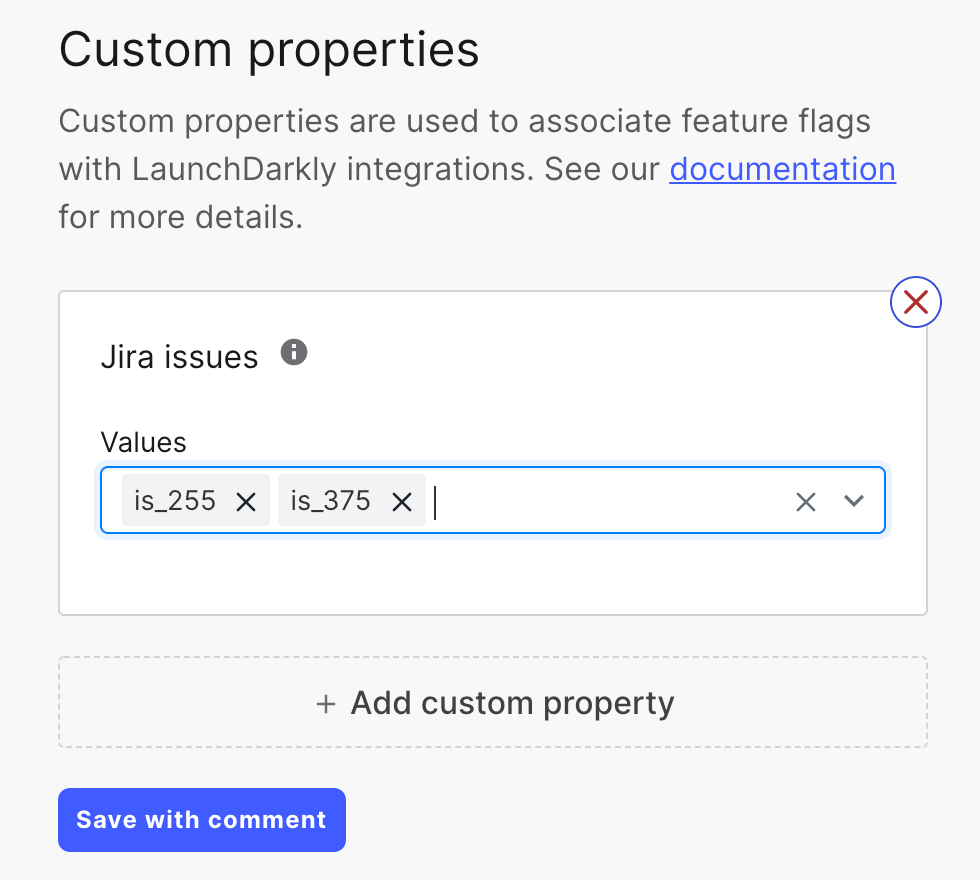 Custom properties
Custom properties are used to associate feature flags
with LaunchDarkly integrations. See our documentation
for more details.
Jira issues
Values
is_255 is_375
+ Add custom property
Save with comment